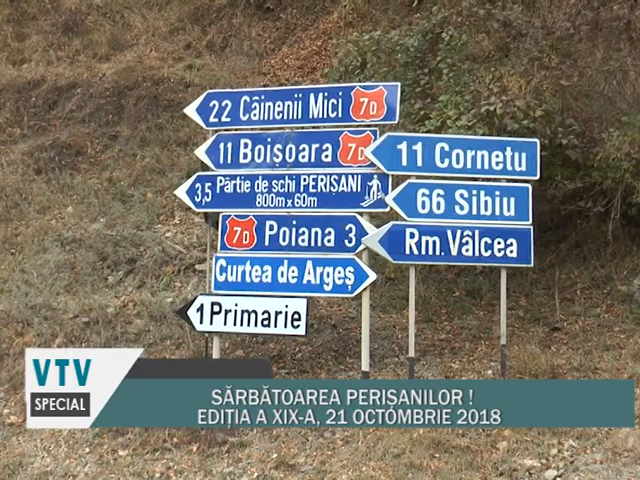 22 Câinenii Mici 7D
11 Boișoara 7D
3,5 Pârtie de schi PERIȘANI
800m x 60m
7D Poiana 3
Curtea de Argeș
1 Primarie
11 Cornetu
66 Sibiu
Rm. Vâlcea
VTV
SPECIAL
SĂRBĂTOAREA PERIȘANILOR !
EDIȚIA A XIX-A, 21 OCTOMBRIE 2018